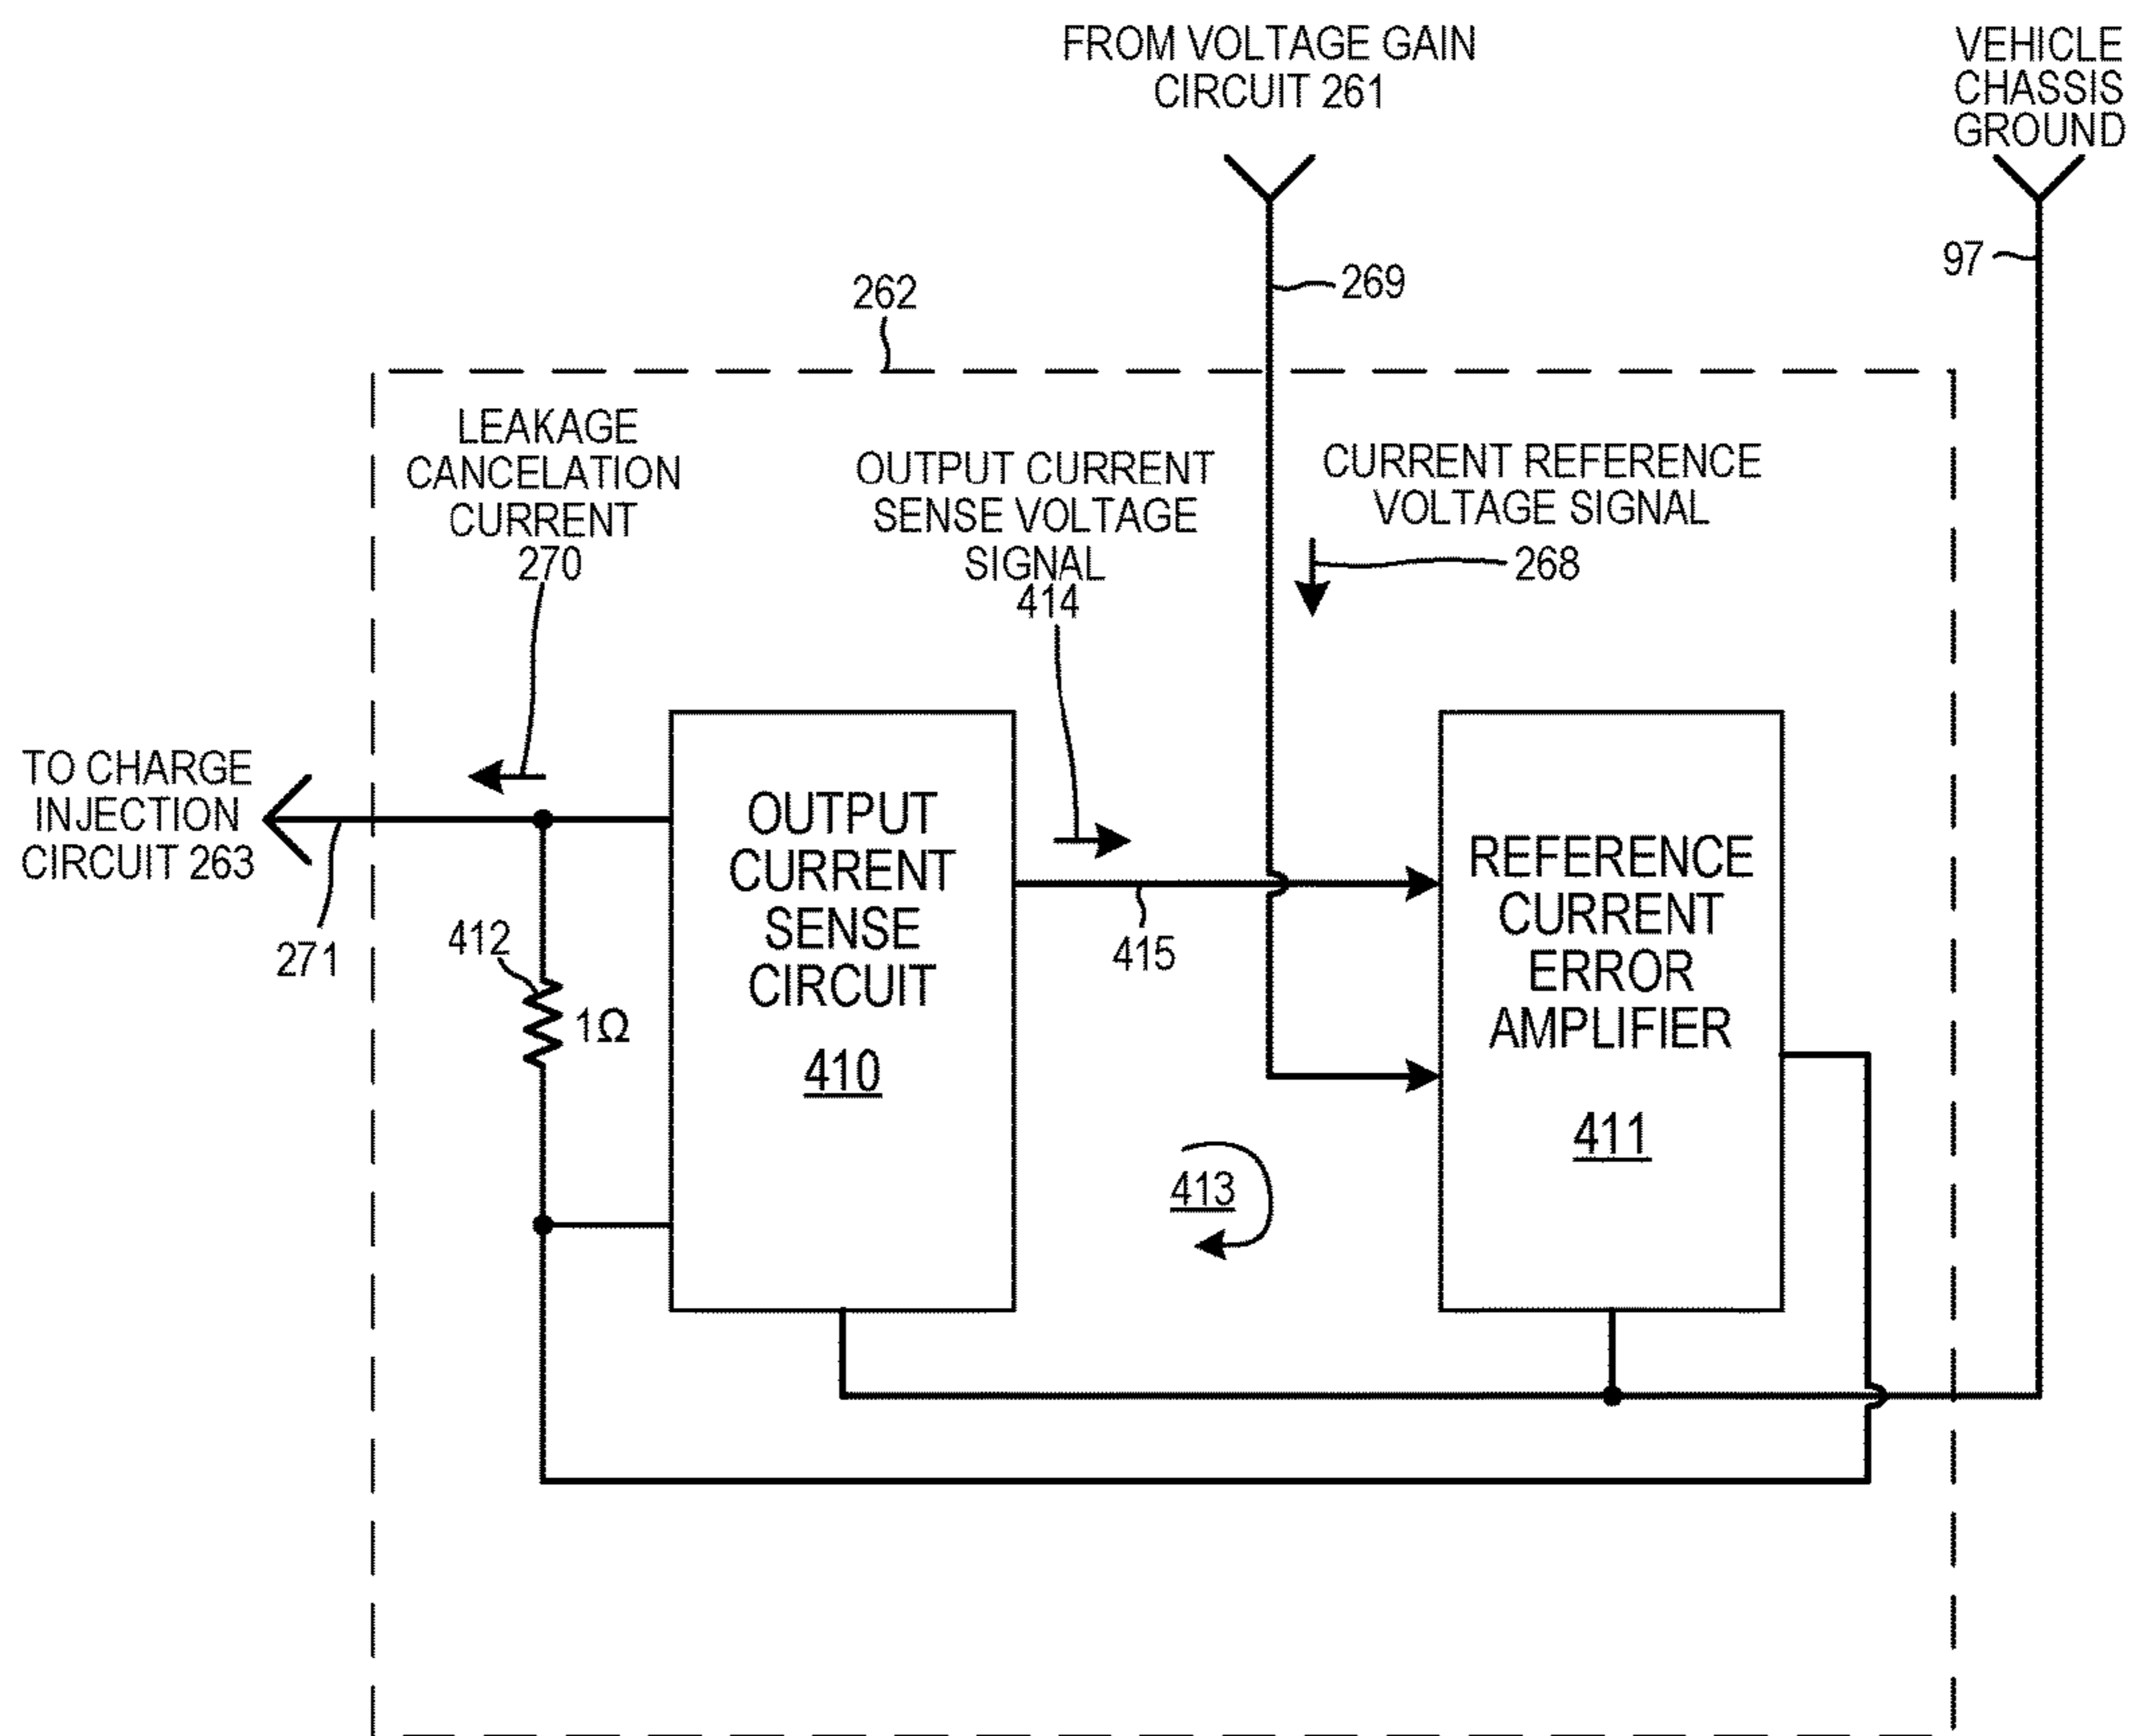 FROM VOLTAGE GAIN
CIRCUIT 261
VEHICLE
CHASSIS
GROUND
97
269
262
LEAKAGE
CANCELATION
CURRENT
270
OUTPUT CURRENT
SENSE VOLTAGE
SIGNAL
414
CURRENT REFERENCE
VOLTAGE SIGNAL
268
TO CHARGE
INJECTION
CIRCUIT 263
271
412
1Ω
OUTPUT
CURRENT
SENSE
CIRCUIT
410
415
REFERENCE
CURRENT
ERROR
AMPLIFIER
411
413